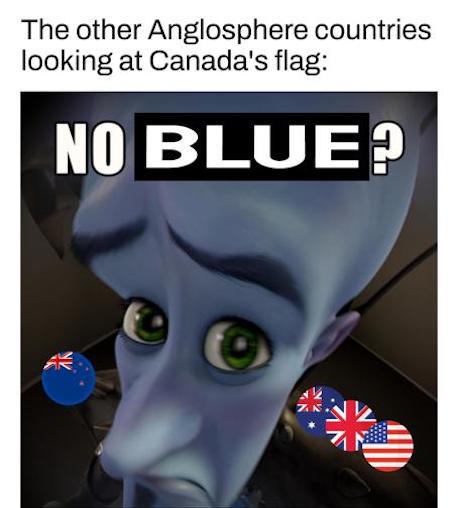 The other Anglosphere countries
looking at Canada's flag:
NO BLUE?